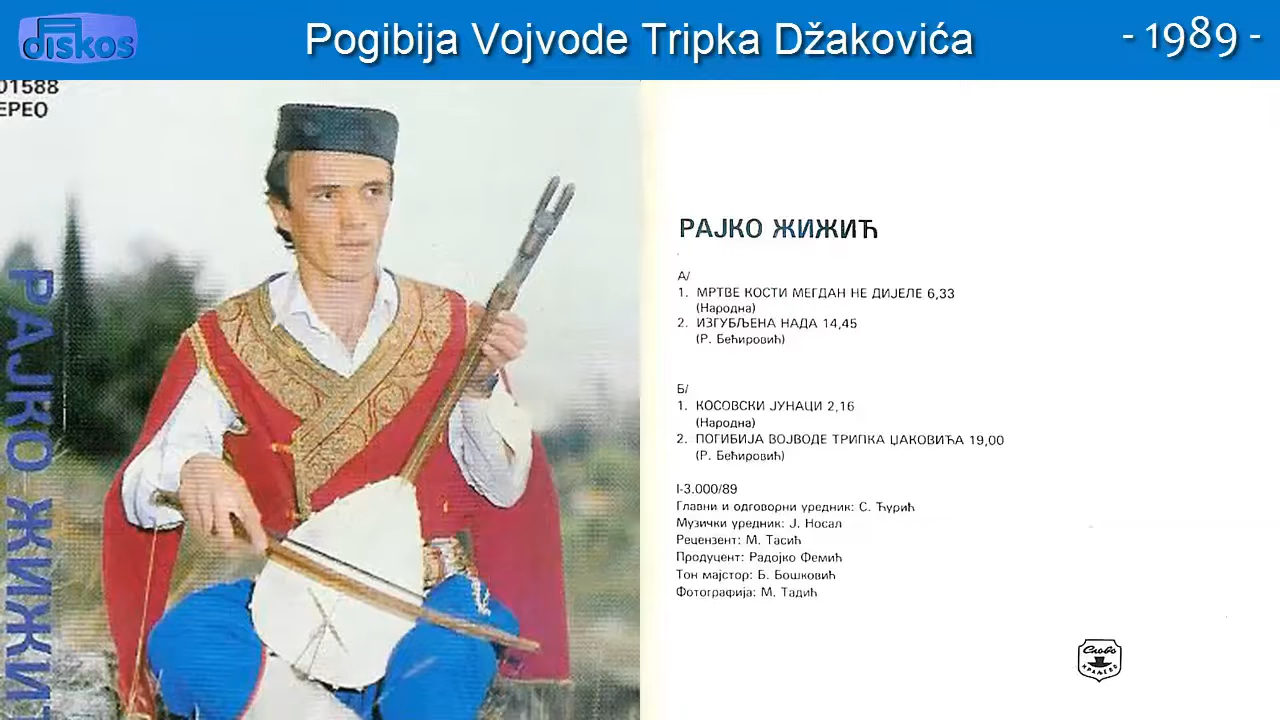 diskos
Pogibija Vojvode Tripka Džakovića
- 1989 -
01588
ЕРЕО
РАЈКО ЖИЖИЋ
РАЈКО ЖИЖИЋ
А/
1. МРТВЕ КОСТИ МЕГДАН НЕ ДИЈЕЛЕ 6,33
(Народна)
2. ИЗГУБЉЕНА НАДА 14,45
(Р. Бећировић)
Б/
1. КОСОВСКИ ЈУНАЦИ 2,16
(Народна)
2. ПОГИБИЈА ВОЈВОДЕ ТРИПКА ЏАКОВИЋА 19,00
(Р. Бећировић)
I-3.000/89
Главни и одговорни уредник: С. Ћурић
Музички уредник: Ј. Носал
Рецензент: М. Тасић
Продуцент: Радојко Фемић
Тон мајстор: Б. Бошковић
Фотографија: М. Тадић
Слово
КРАЉЕВО